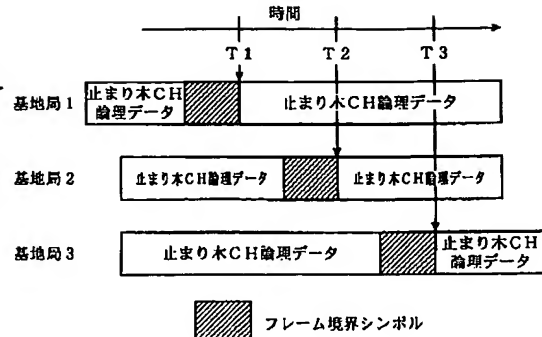 時間
T1 T2 T3
基地局1
止まり木CH
論理データ
止まり木CH論理データ
基地局2
止まり木CH論理データ
止まり木CH論理データ
基地局3
止まり木CH論理データ
止まり木CH
論理データ
フレーム境界シンボル